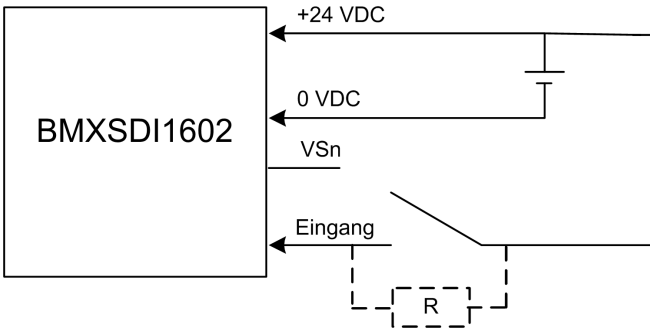 +24 VDC
0 VDC
BMXSDI1602
VSn
Eingang
R